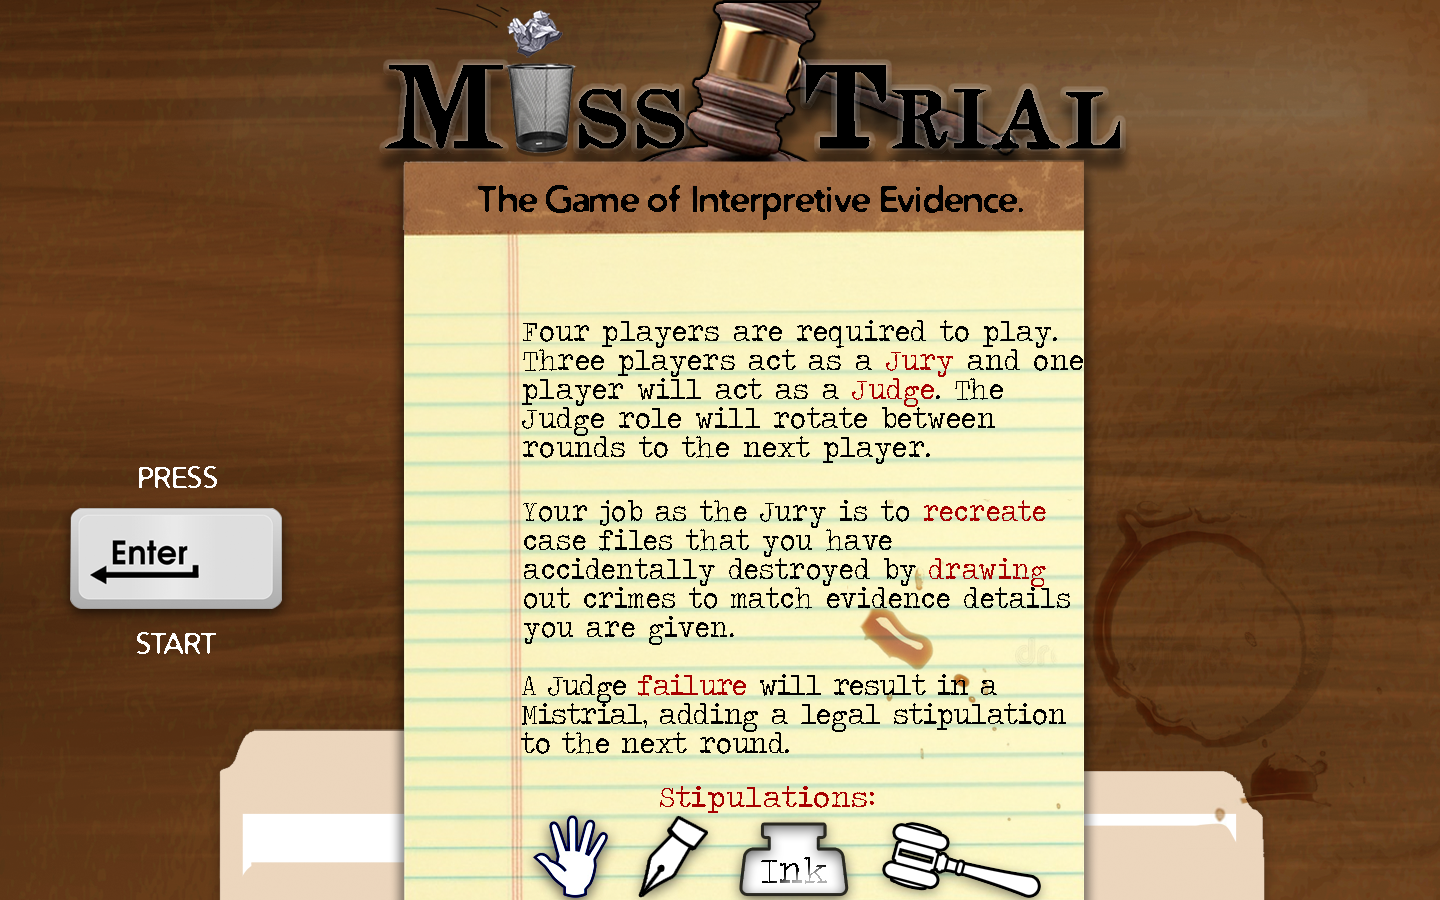 Miss Trial
The Game of Interpretive Evidence.
Four players are required to play.
Three players act as a Jury and one
player will act as a Judge. The
Judge role will rotate between
rounds to the next player.
Your job as the Jury is to recreate
case files that you have
accidentally destroyed by drawing
out crimes to match evidence details
you are given.
A Judge failure will result in a
Mistrial, adding a legal stipulation
to the next round.
Stipulations:
Ink
PRESS
Enter
START